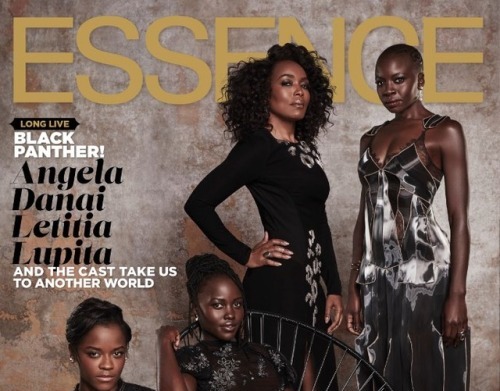 ESSENCE
LONG LIVE
BLACK
PANTHER!
Angela
Danai
Letitia
Lupita
AND THE CAST TAKE US
TO ANOTHER WORLD